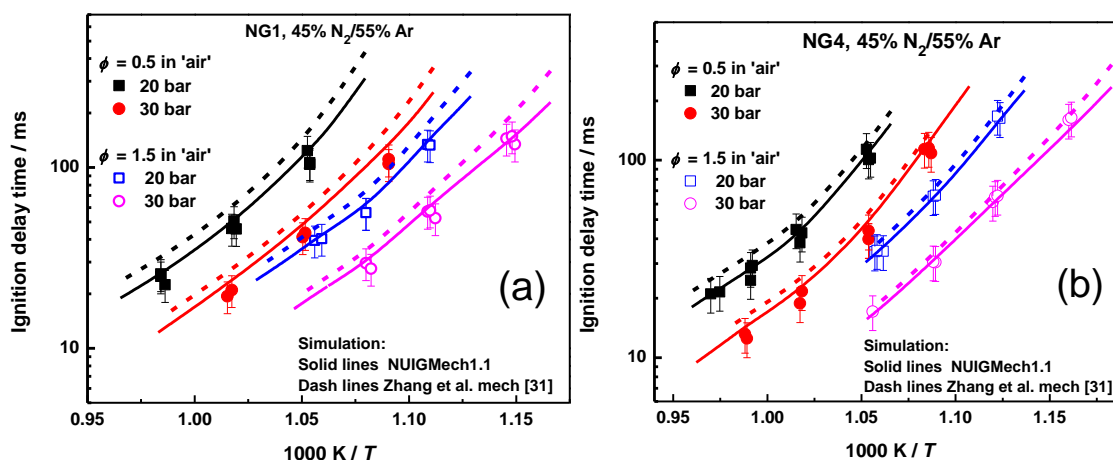 NG1, 45% N₂/55% Ar
ϕ = 0.5 in 'air'
20 bar
30 bar
ϕ = 1.5 in 'air'
20 bar
30 bar
(a)
Simulation:
Solid lines NUIGMech1.1
Dash lines Zhang et al. mech [31]
Ignition delay time / ms
100
10
0.95
1.00
1.05
1.10
1.15
1000 K / T
NG4, 45% N₂/55% Ar
ϕ = 0.5 in 'air'
20 bar
30 bar
ϕ = 1.5 in 'air'
20 bar
30 bar
(b)
Simulation:
Solid lines NUIGMech1.1
Dash lines Zhang et al. mech [31]
Ignition delay time / ms
100
10
0.95
1.00
1.05
1.10
1.15
1000 K / T